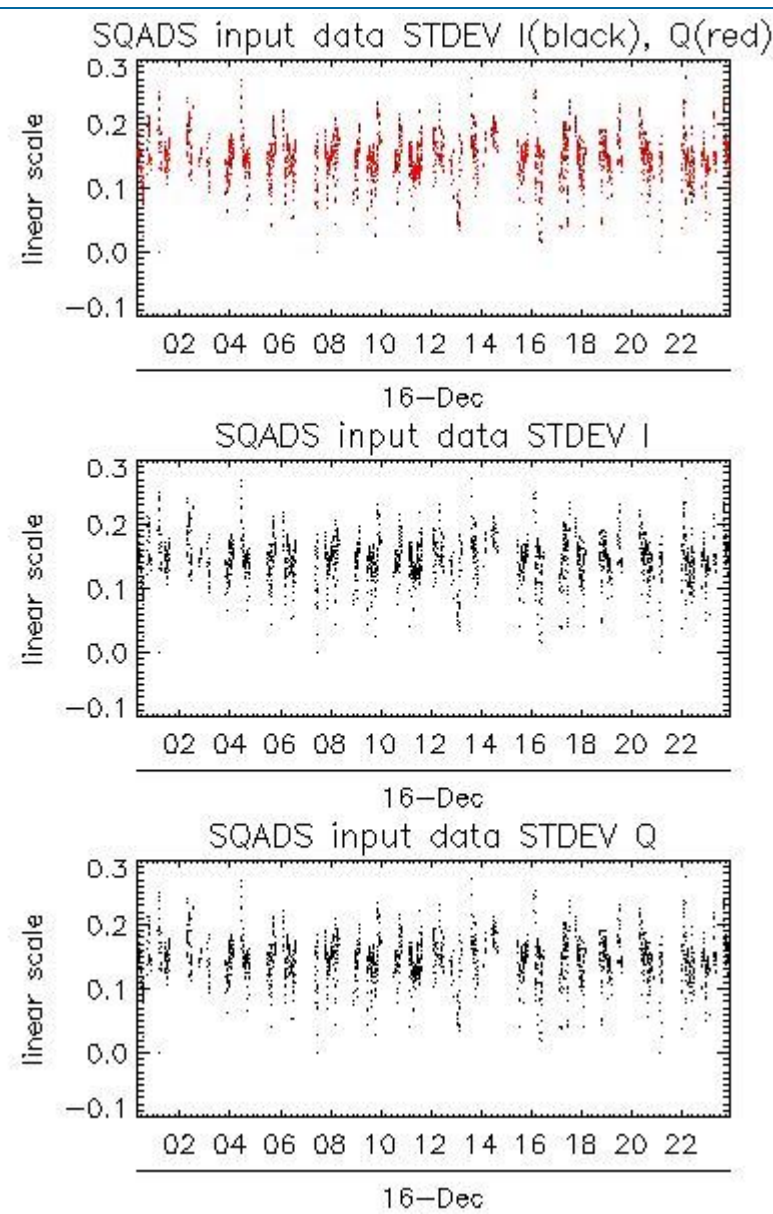 SQADS input data STDEV I(black), Q(red)
linear scale
0.3
0.2
0.1
0.0
−0.1
02 04 06 08 10 12 14 16 18 20 22
16−Dec
SQADS input data STDEV I
linear scale
0.3
0.2
0.1
0.0
−0.1
02 04 06 08 10 12 14 16 18 20 22
16−Dec
SQADS input data STDEV Q
linear scale
0.3
0.2
0.1
0.0
−0.1
02 04 06 08 10 12 14 16 18 20 22
16−Dec